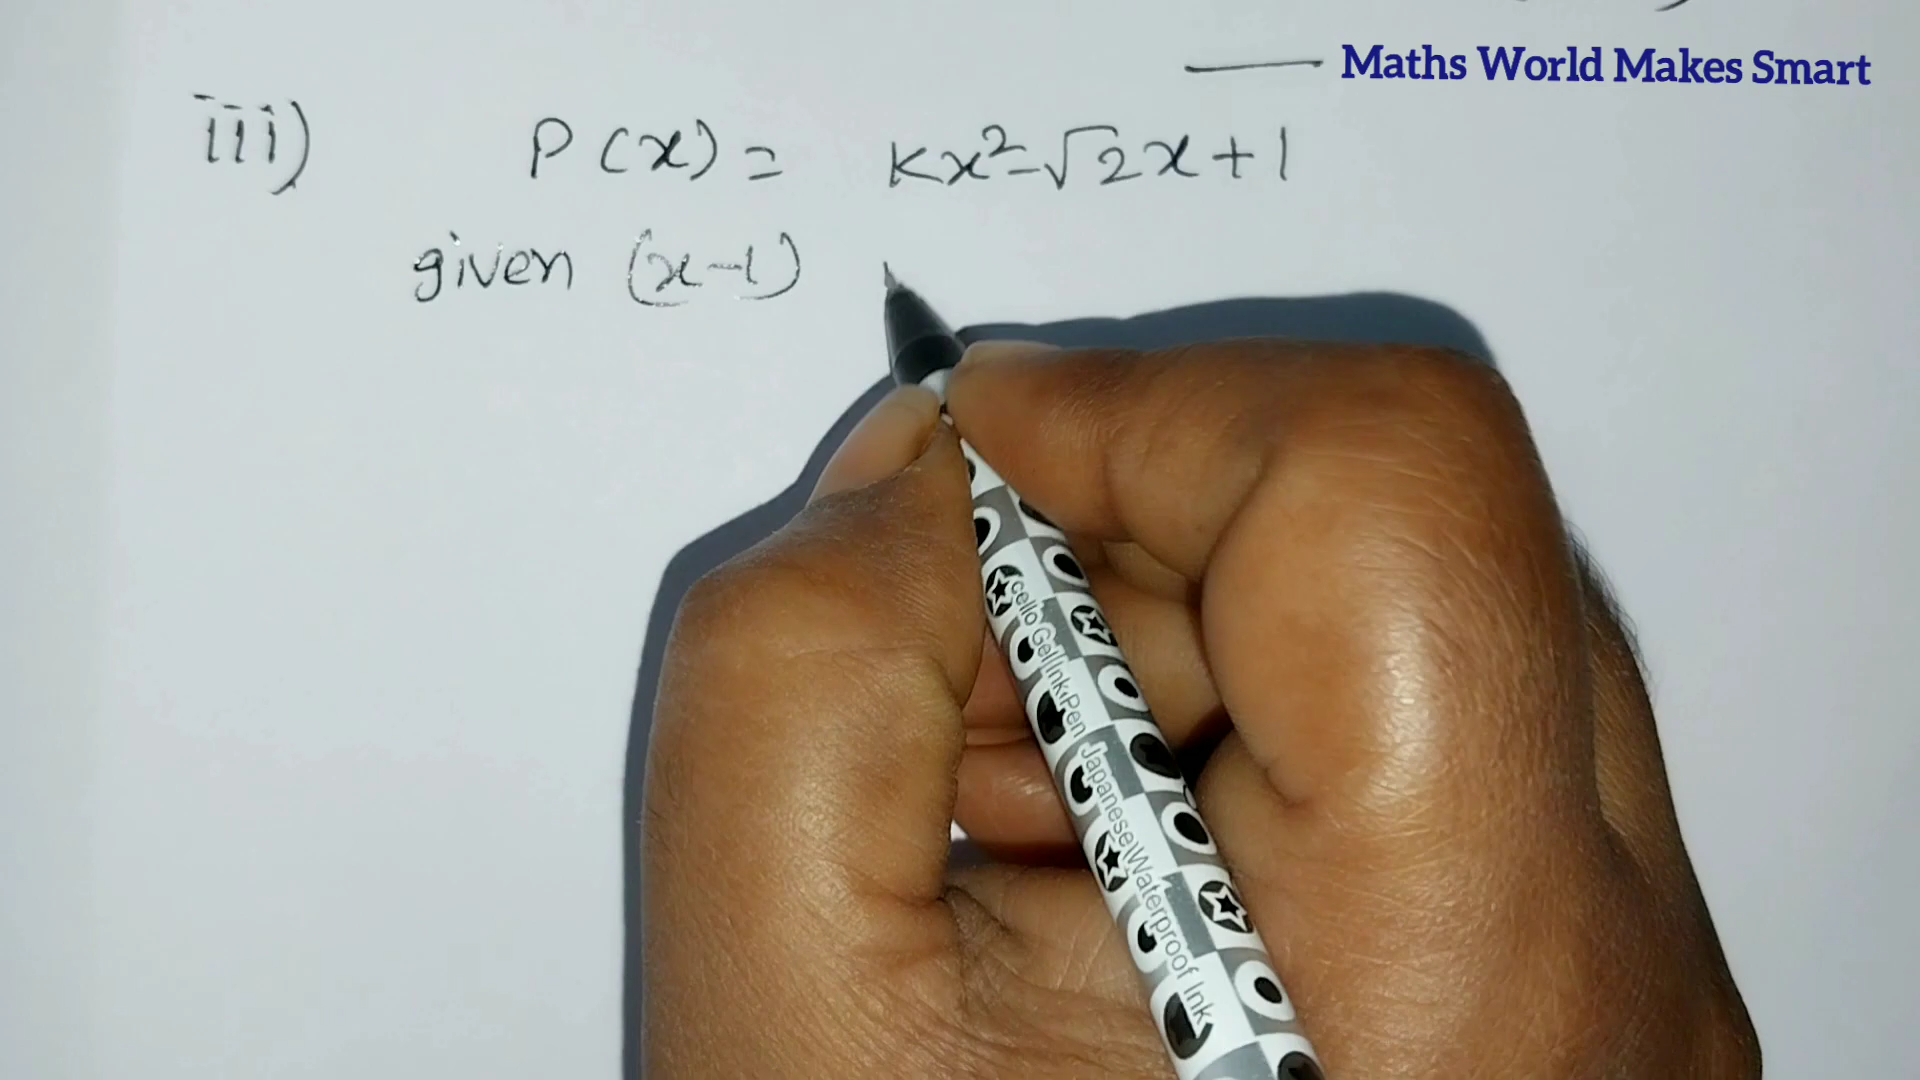 Maths World Makes Smart
iii) P(x) = Kx²-√2x+1
given (x-1)
cello Gel Ink Pen Japanese Waterproof Ink